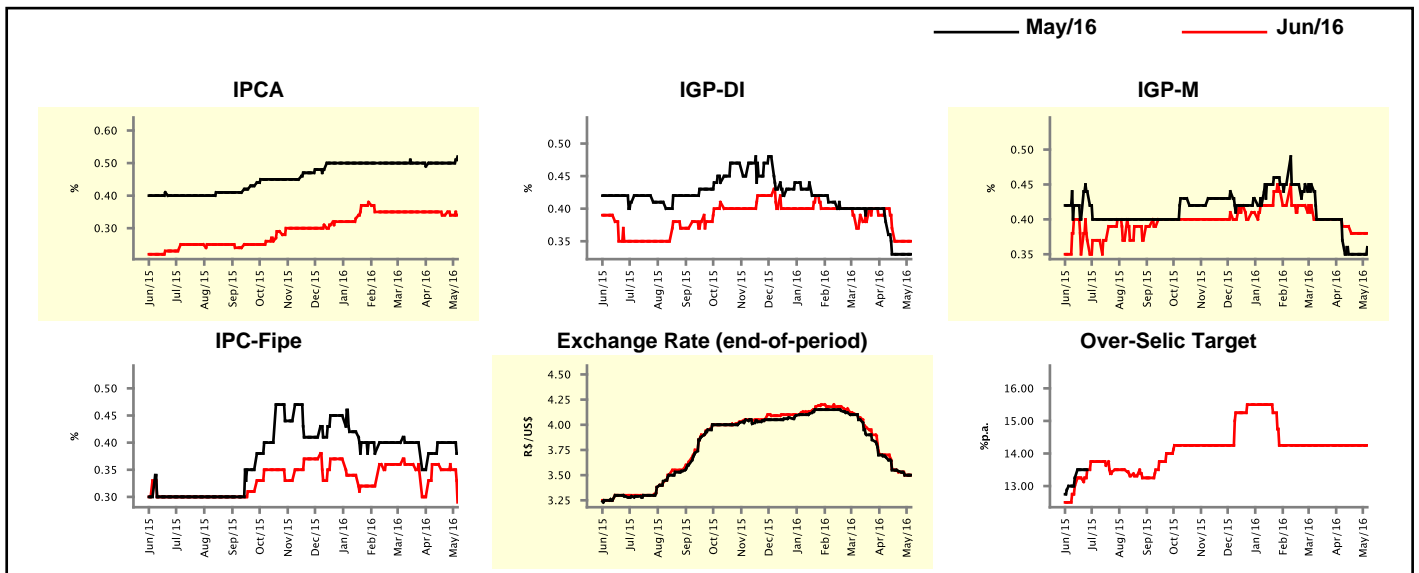 May/16 Jun/16
IPCA
IGP-DI
IGP-M
%
0.60
0.50
0.40
0.30
Jun/15 Jul/15 Aug/15 Sep/15 Oct/15 Nov/15 Dec/15 Jan/16 Feb/16 Mar/16 Apr/16 May/16
%
0.50
0.45
0.40
0.35
Jun/15 Jul/15 Aug/15 Sep/15 Oct/15 Nov/15 Dec/15 Jan/16 Feb/16 Mar/16 Apr/16 May/16
%
0.50
0.45
0.40
0.35
Jun/15 Jul/15 Aug/15 Sep/15 Oct/15 Nov/15 Dec/15 Jan/16 Feb/16 Mar/16 Apr/16 May/16
IPC-Fipe
Exchange Rate (end-of-period)
Over-Selic Target
%
0.50
0.45
0.40
0.35
0.30
Jun/15 Jul/15 Aug/15 Sep/15 Oct/15 Nov/15 Dec/15 Jan/16 Feb/16 Mar/16 Apr/16 May/16
R$/US$
4.50
4.25
4.00
3.75
3.50
3.25
Jun/15 Jul/15 Aug/15 Sep/15 Oct/15 Nov/15 Dec/15 Jan/16 Feb/16 Mar/16 Apr/16 May/16
%p.a.
16.00
15.00
14.00
13.00
Jun/15 Jul/15 Aug/15 Sep/15 Oct/15 Nov/15 Dec/15 Jan/16 Feb/16 Mar/16 Apr/16 May/16